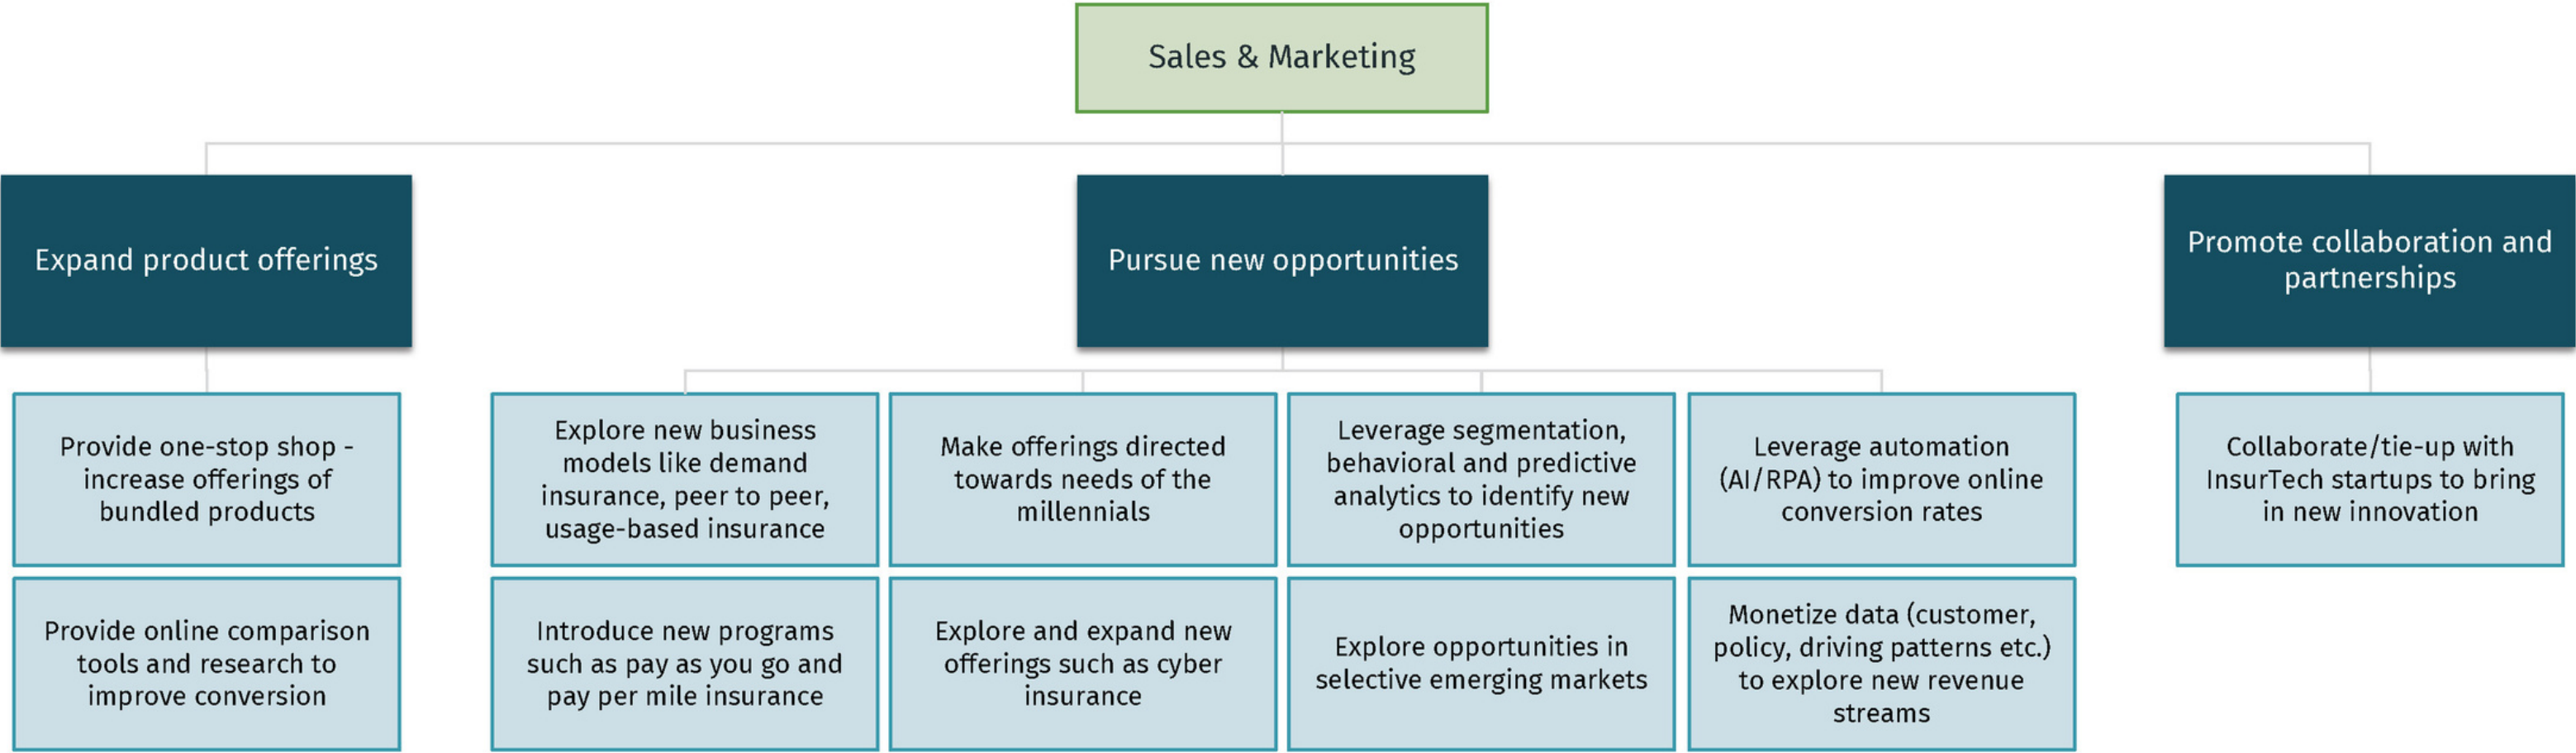 Sales & Marketing
Expand product offerings
Pursue new opportunities
Promote collaboration and
partnerships
Provide one-stop shop -
increase offerings of
bundled products
Explore new business
models like demand
insurance, peer to peer,
usage-based insurance
Make offerings directed
towards needs of the
millennials
Leverage segmentation,
behavioral and predictive
analytics to identify new
opportunities
Leverage automation
(AI/RPA) to improve online
conversion rates
Collaborate/tie-up with
InsurTech startups to bring
in new innovation
Provide online comparison
tools and research to
improve conversion
Introduce new programs
such as pay as you go and
pay per mile insurance
Explore and expand new
offerings such as cyber
insurance
Explore opportunities in
selective emerging markets
Monetize data (customer,
policy, driving patterns etc.)
to explore new revenue
streams